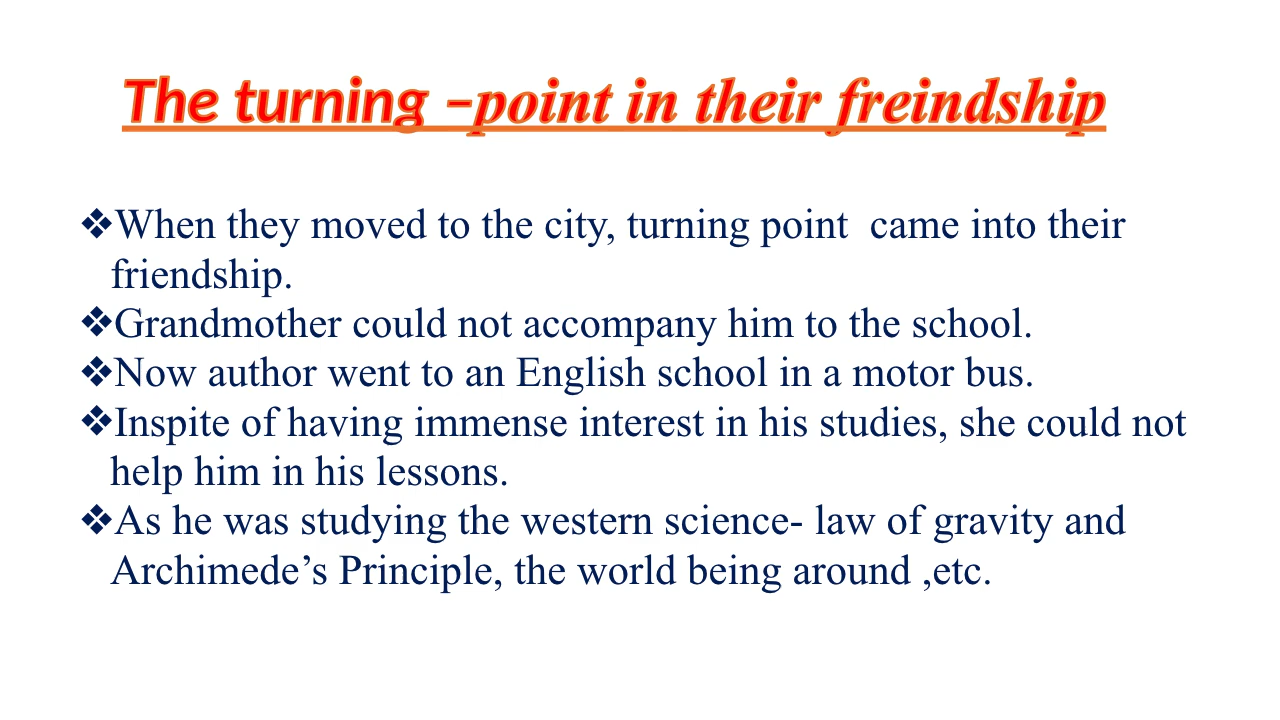 The turning –point in their freindship
❖When they moved to the city, turning point  came into their
friendship.
❖Grandmother could not accompany him to the school.
❖Now author went to an English school in a motor bus.
❖Inspite of having immense interest in his studies, she could not
help him in his lessons.
❖As he was studying the western science- law of gravity and
Archimede’s Principle, the world being around ,etc.